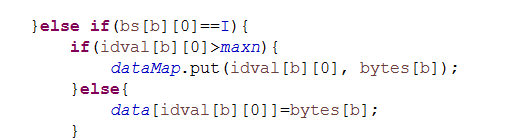 }else if(bs[b][0]==I){
if(idval[b][0]>maxn){
dataMap.put(idval[b][0], bytes[b]);
}else{
data[idval[b][0]]=bytes[b];
}